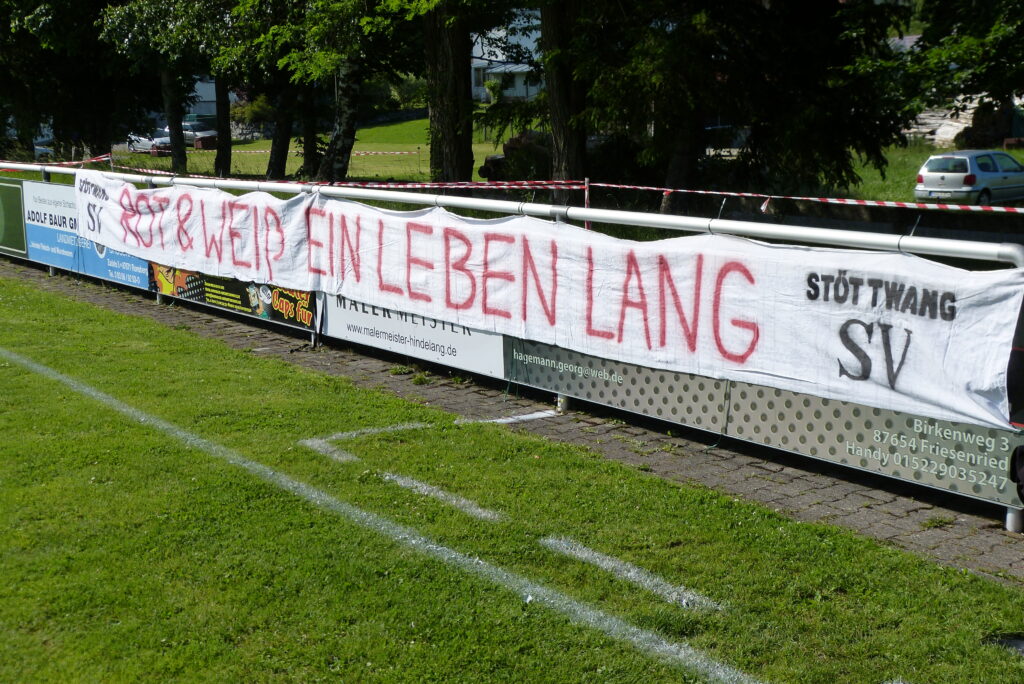 STÖTTWANG
SV
ROT & WEIß EIN LEBEN LANG
STÖTTWANG
SV
ADOLF BAUR
MALERMEISTER
www.malermeister-hindelang.de
hagemann.georg@web.de
Birkenweg 3
87654 Friesenried
Handy 015229035247